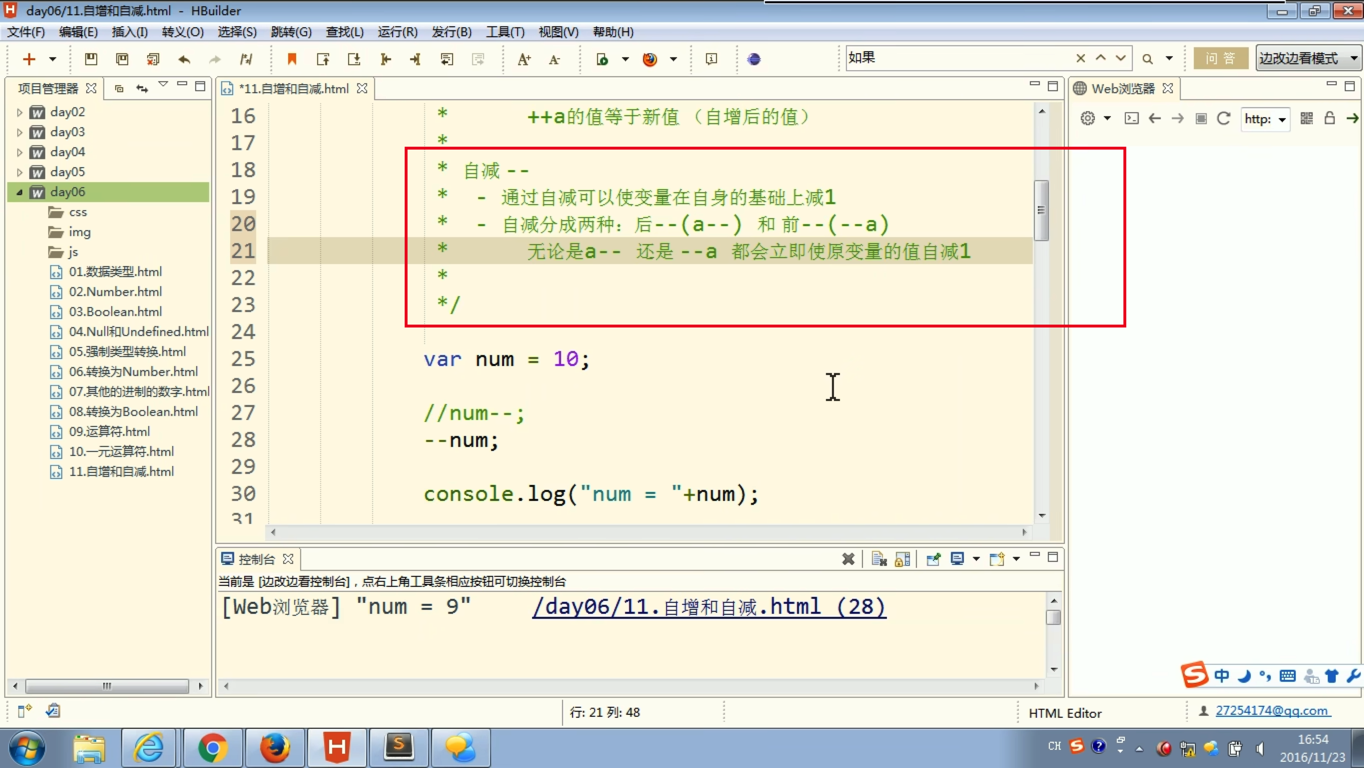 day06/11.自增和自减.html - HBuilder
文件(F) 编辑(E) 插入(I) 转义(O) 选择(S) 跳转(G) 查找(L) 运行(R) 发行(B) 工具(T) 视图(V) 帮助(H)
如果 问答 边改边看模式
项目管理器
*11.自增和自减.html
Web浏览器
http:
day02
day03
day04
day05
day06
css
img
js
01.数据类型.html
02.Number.html
03.Boolean.html
04.Null和Undefined.html
05.强制类型转换.html
06.转换为Number.html
07.其他的进制的数字.html
08.转换为Boolean.html
09.运算符.html
10.一元运算符.html
11.自增和自减.html
16 * ++a的值等于新值 （自增后的值）
17 *
18 * 自减 --
19 * - 通过自减可以使变量在自身的基础上减1
20 * - 自减分成两种：后--(a--) 和 前--(--a)
21 * 无论是a-- 还是 --a 都会立即使原变量的值自减1
22 *
23 */
24
25 var num = 10;
26
27 //num--;
28 --num;
29
30 console.log("num = "+num);
31
控制台
当前是 [边改边看控制台]，点右上角工具条相应按钮可切换控制台
[Web浏览器] "num = 9" /day06/11.自增和自减.html (28)
中
行: 21 列: 48
HTML Editor
27254174@qq.com
CH
16:54
2016/11/23